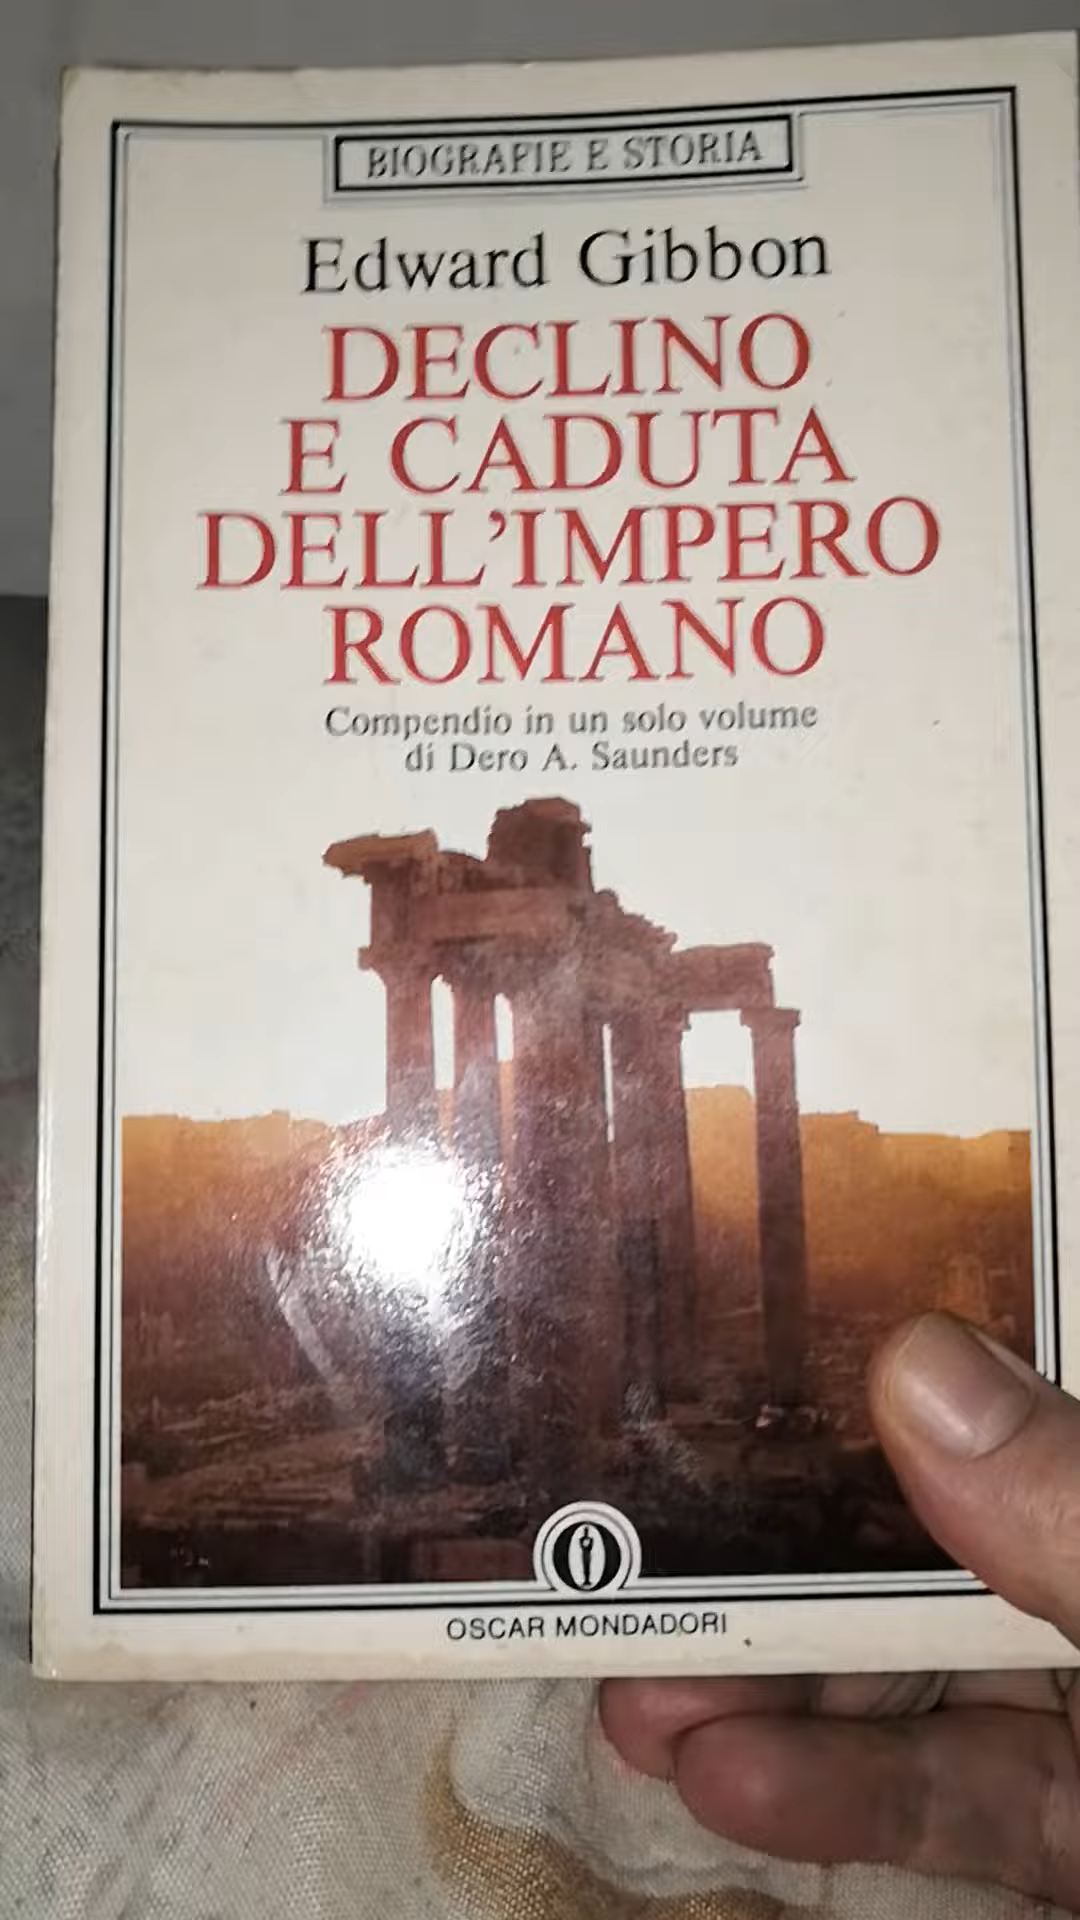 BIOGRAFIE E STORIA
Edward Gibbon
DECLINO
E CADUTA
DELL'IMPERO
ROMANO
Compendio in un solo volume
di Dero A. Saunders
OSCAR MONDADORI